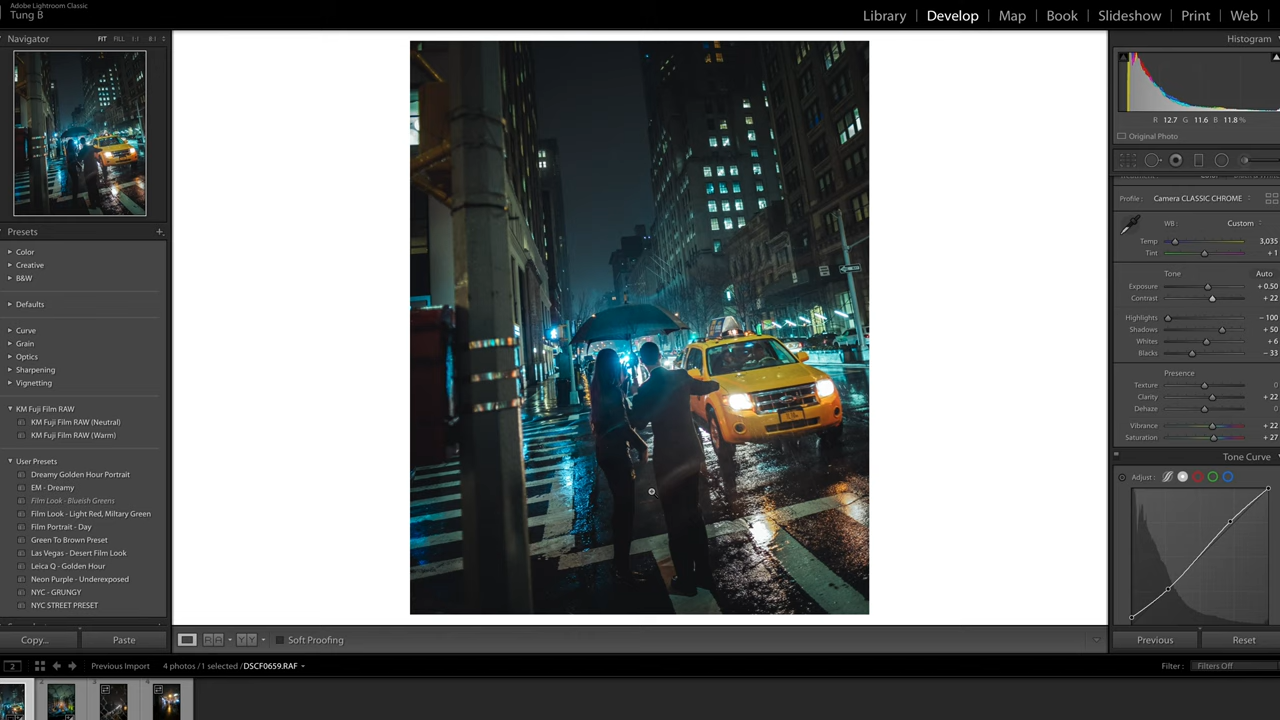 Adobe Lightroom Classic
Tung B
Library | Develop | Map | Book | Slideshow | Print | Web
Navigator FIT FILL 1:1 8:1
Histogram
R 12.7 G 11.6 B 11.8 %
Original Photo
Profile : Camera CLASSIC CHROME
WB : Custom
Temp 3,035
Tint + 1
Tone Auto
Exposure + 0.50
Contrast + 22
Highlights − 100
Shadows + 50
Whites + 6
Blacks − 33
Presence
Texture 0
Clarity + 22
Dehaze 0
Vibrance + 22
Saturation + 27
Tone Curve
Adjust :
Previous Reset
Presets +
Color
Creative
B&W
Defaults
Curve
Grain
Optics
Sharpening
Vignetting
KM Fuji Film RAW
KM Fuji Film RAW (Neutral)
KM Fuji Film RAW (Warm)
User Presets
Dreamy Golden Hour Portrait
EM - Dreamy
Film Look - Blueish Greens
Film Look - Light Red, Miltary Green
Film Portrait - Day
Green To Brown Preset
Las Vegas - Desert Film Look
Leica Q - Golden Hour
Neon Purple - Underexposed
NYC - GRUNGY
NYC STREET PRESET
Copy... Paste
Soft Proofing
2 Previous Import 4 photos / 1 selected / DSCF0659.RAF
Filter : Filters Off